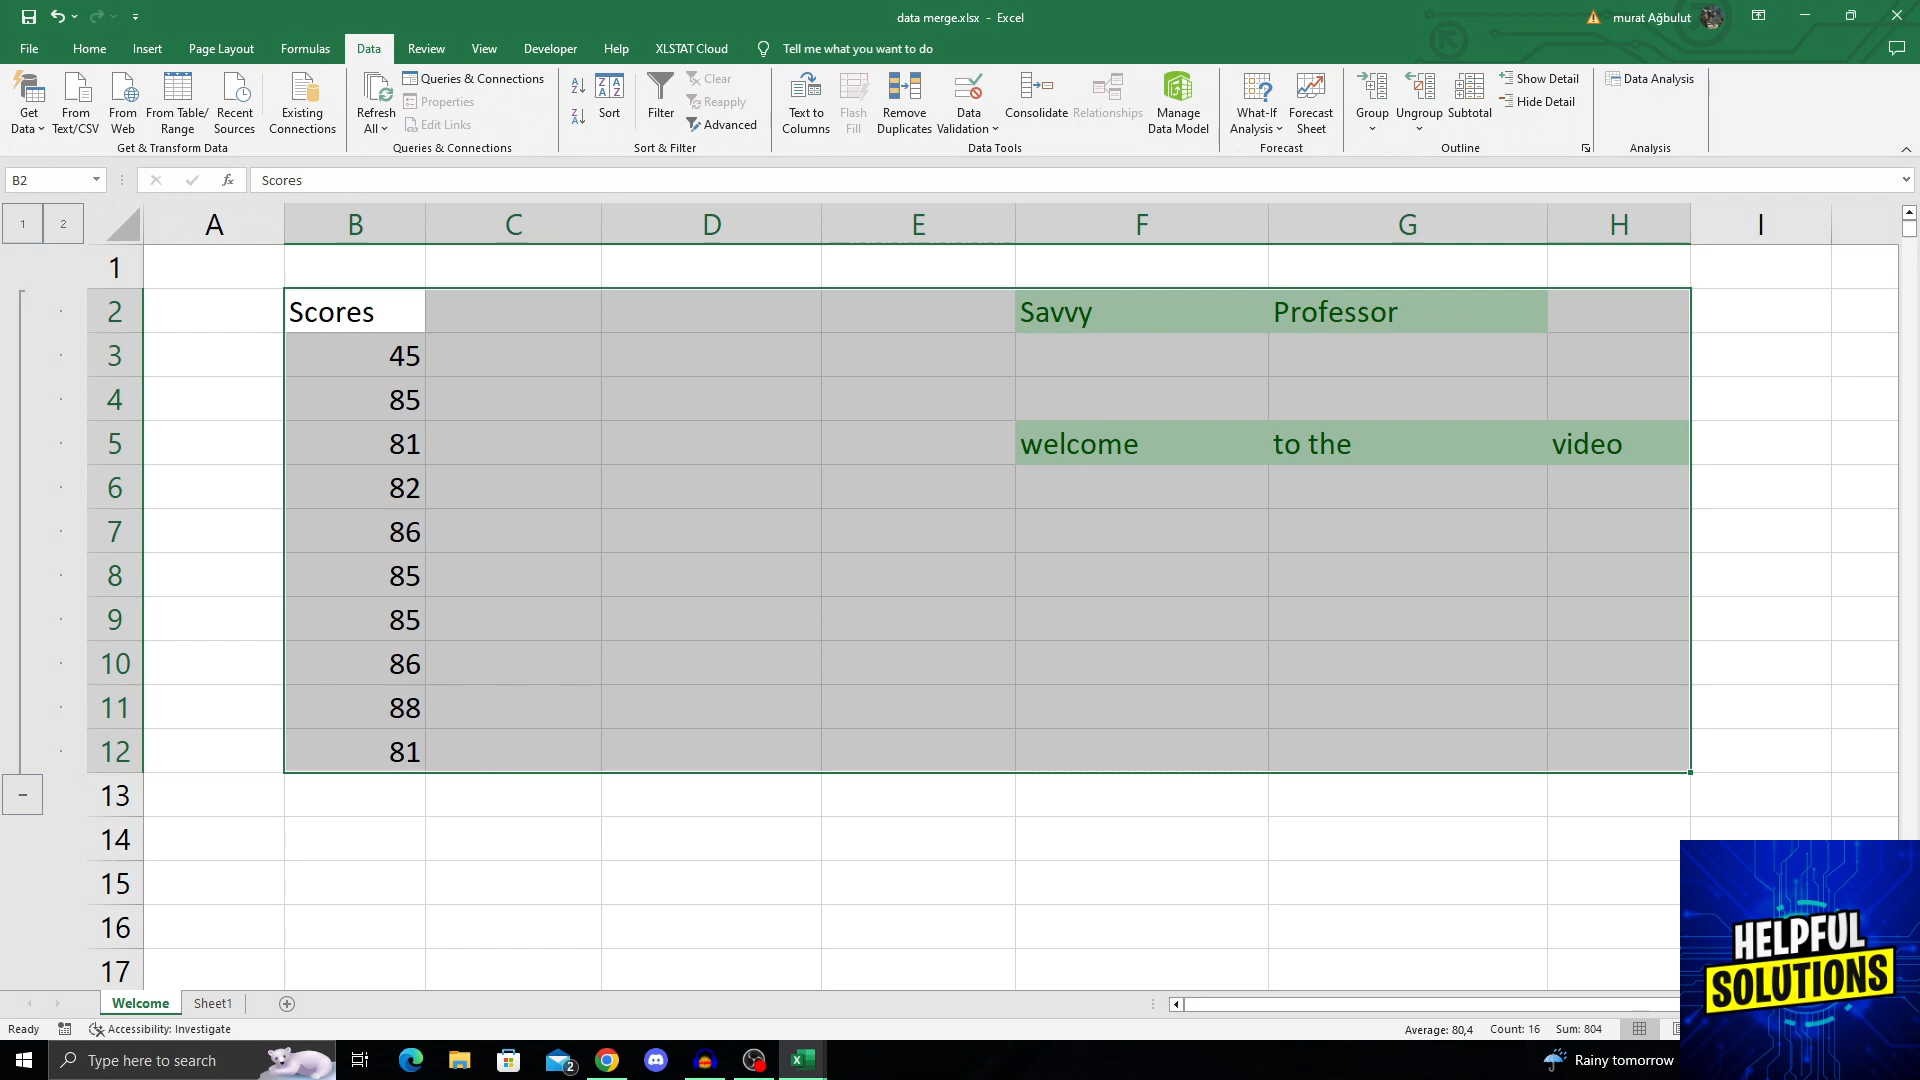 data merge.xlsx - Excel
murat Ağbulut
File Home Insert Page Layout Formulas Data Review View Developer Help XLSTAT Cloud Tell me what you want to do
Get Data
From Text/CSV
From Web
From Table/ Range
Recent Sources
Existing Connections
Get & Transform Data
Refresh All
Queries & Connections
Properties
Edit Links
Queries & Connections
Sort
Filter
Clear
Reapply
Advanced
Sort & Filter
Text to Columns
Flash Fill
Remove Duplicates
Data Validation
Consolidate
Relationships
Manage Data Model
Data Tools
What-If Analysis
Forecast Sheet
Forecast
Group
Ungroup
Subtotal
Show Detail
Hide Detail
Outline
Data Analysis
Analysis
B2 fx Scores
1 2 A B C D E F G H I
1
2 Scores Savvy Professor
3 45
4 85
5 81 welcome to the video
6 82
7 86
8 85
9 85
10 86
11 88
12 81
13
14
15
16
17
Welcome Sheet1
Ready Accessibility: Investigate Average: 80,4 Count: 16 Sum: 804
Type here to search 2 Rainy tomorrow
HELPFUL
SOLUTIONS